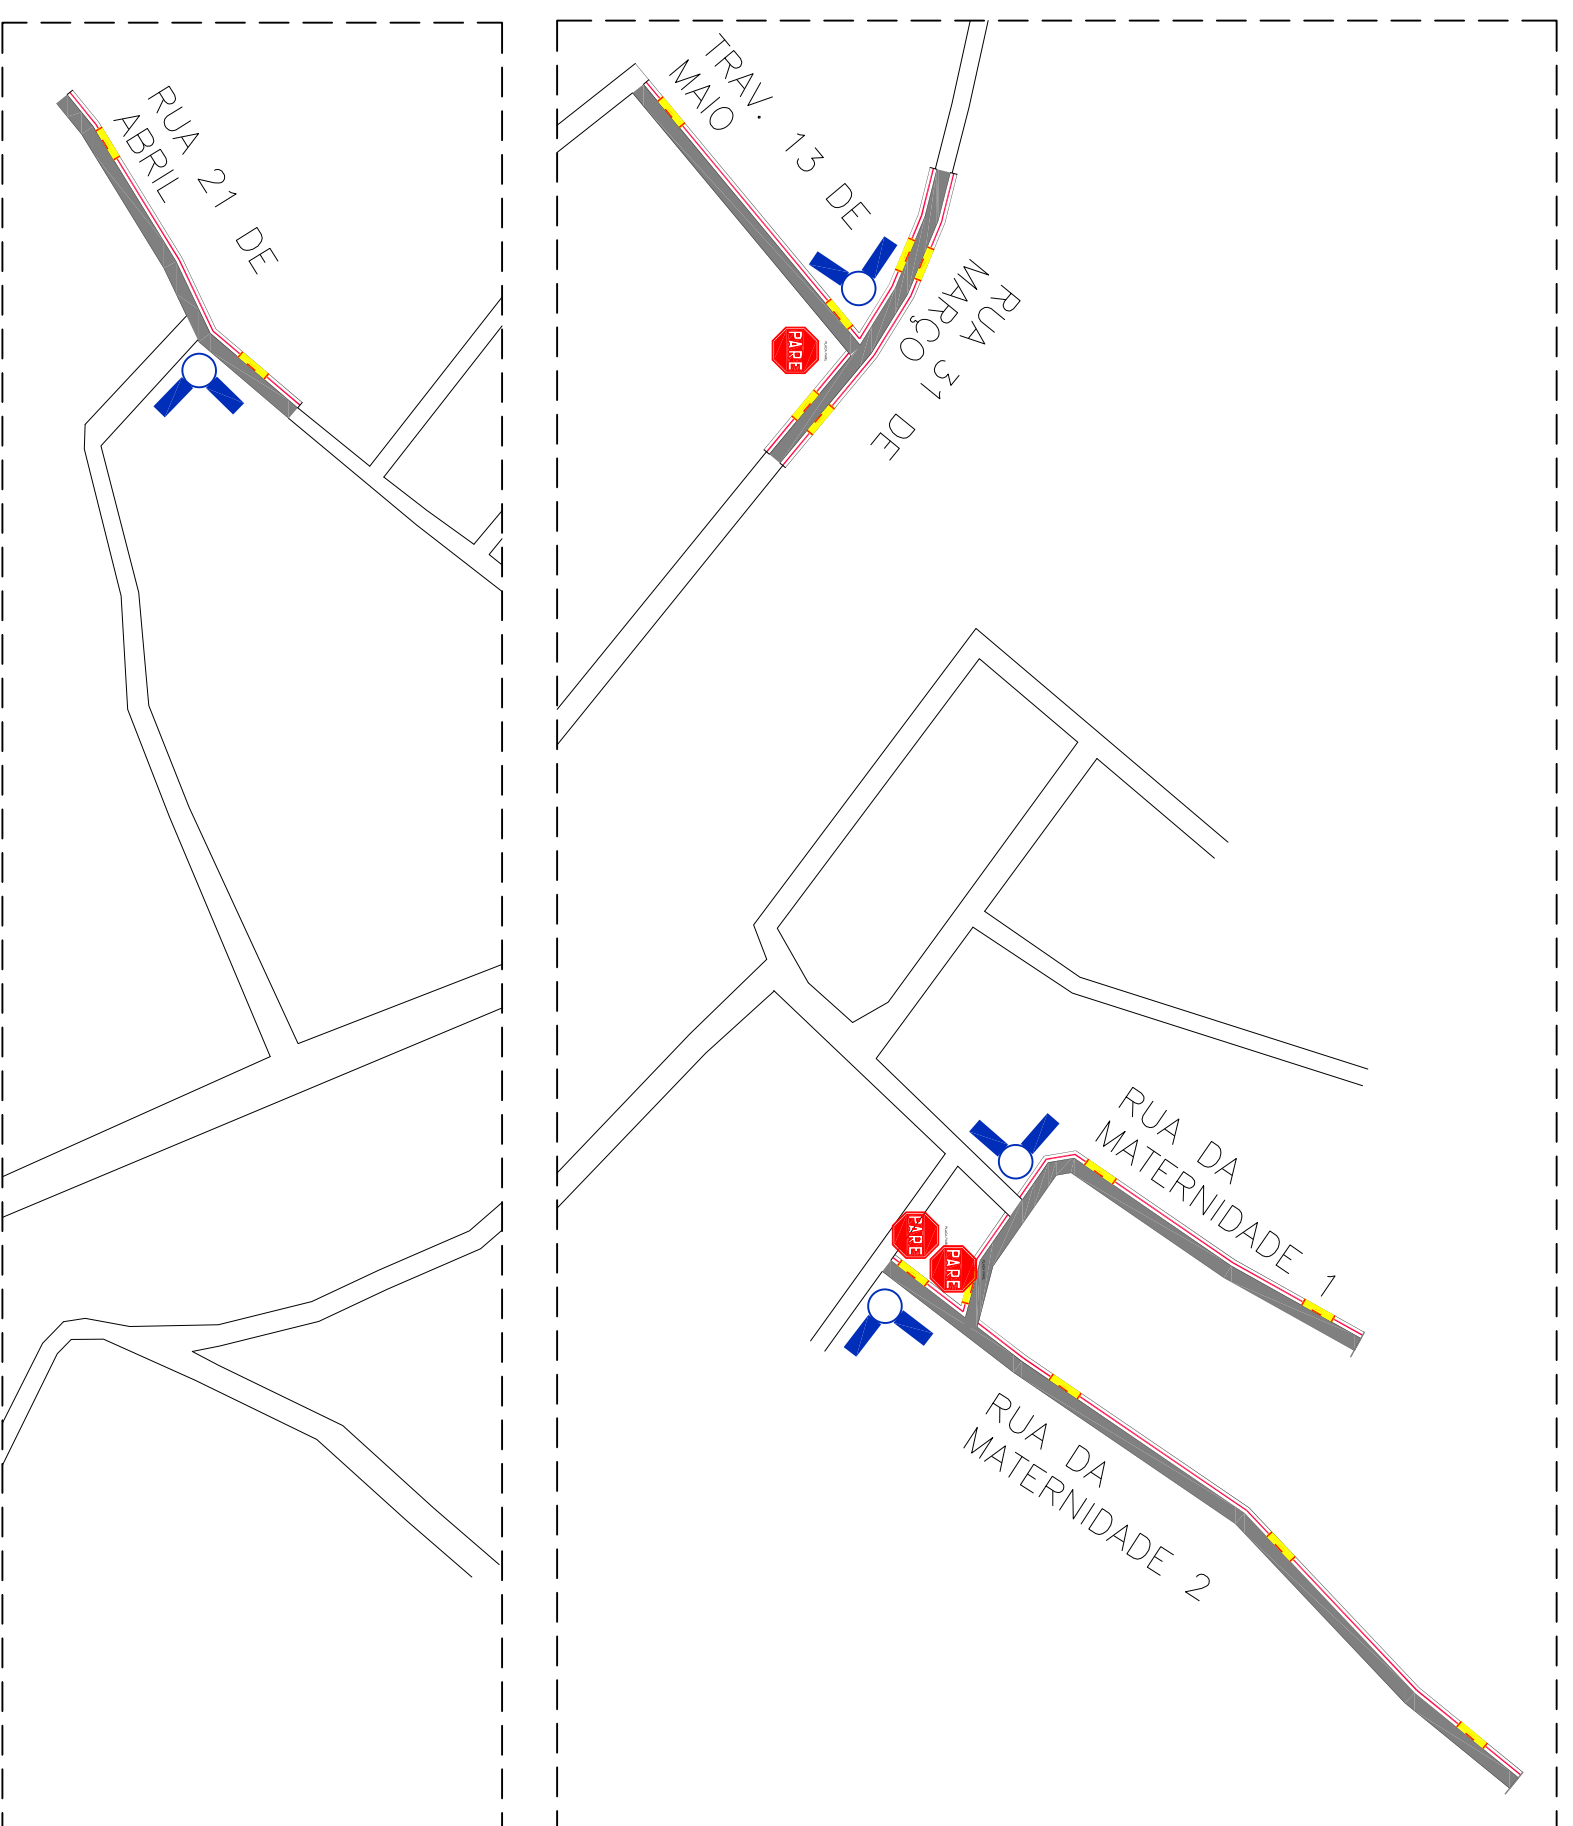 RUA 21 DE
ABRIL
TRAV. 13 DE
MAIO
RUA 31 DE
MARÇO
PARE
RUA DA
MATERNIDADE 1
PARE
PARE
RUA DA
MATERNIDADE 2